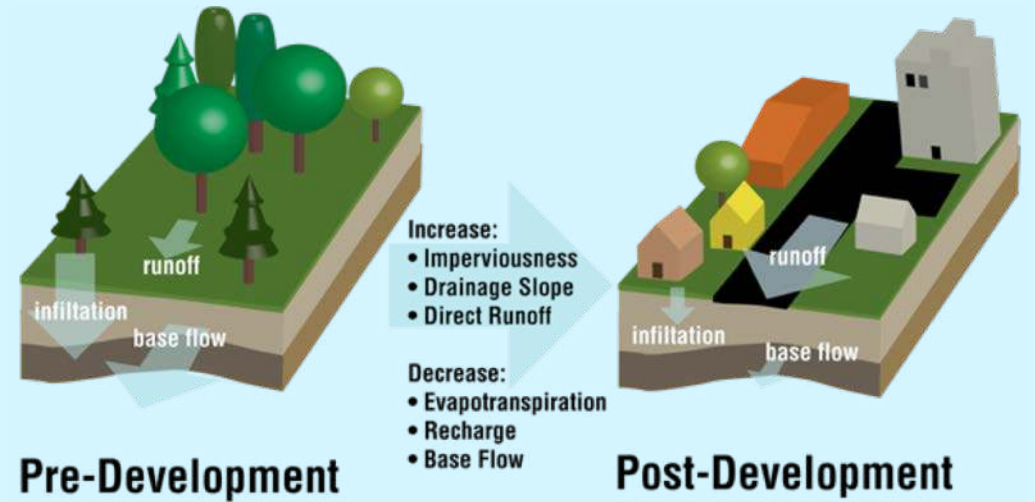 runoff
infiltation
base flow
Pre-Development
Increase:
• Imperviousness
• Drainage Slope
• Direct Runoff
Decrease:
• Evapotranspiration
• Recharge
• Base Flow
runoff
infiltation
base flow
Post-Development